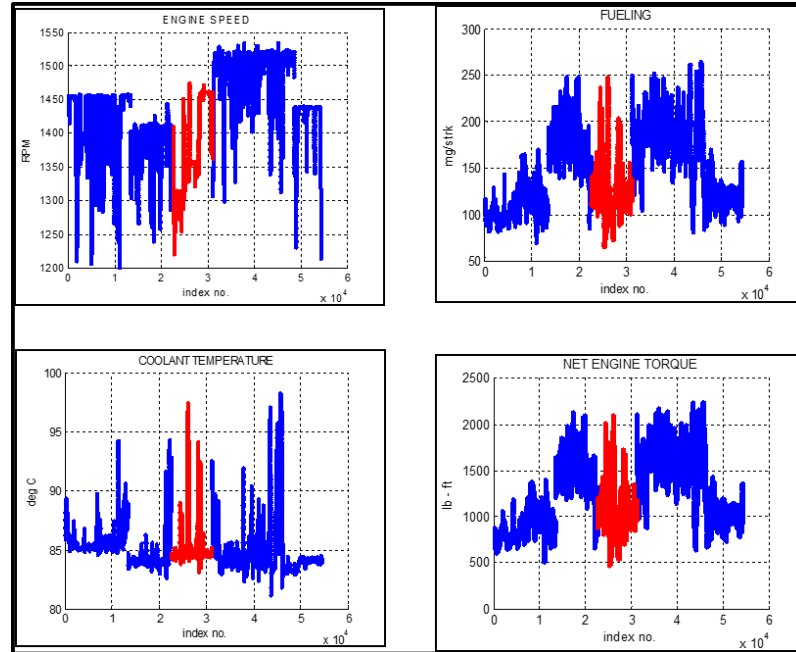 ENGINE SPEED
1550
1500
1450
1400
1350
1300
1250
1200
RPM
0 1 2 3 4 5 6
index no.
x 10^4
FUELING
300
250
200
150
100
50
mg/strk
0 1 2 3 4 5 6
index no.
x 10^4
COOLANT TEMPERATURE
100
95
90
85
80
deg C
0 1 2 3 4 5 6
index no.
x 10^4
NET ENGINE TORQUE
2500
2000
1500
1000
500
0
lb - ft
0 1 2 3 4 5 6
index no.
x 10^4